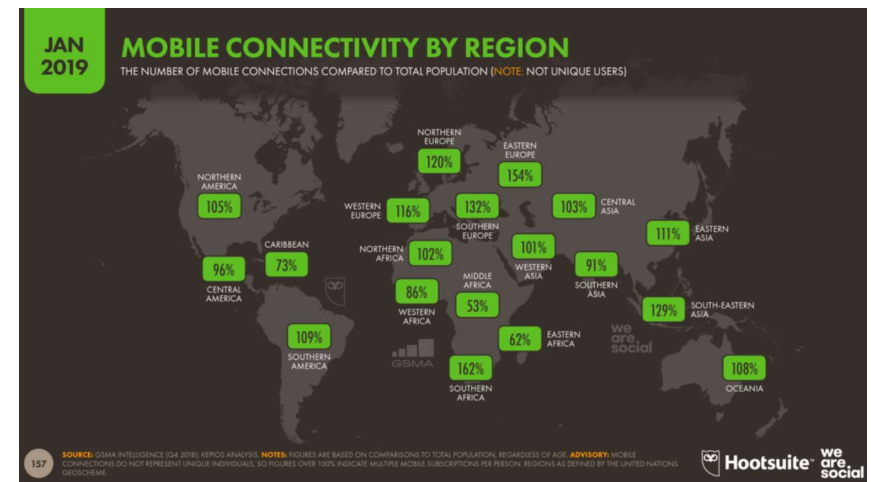 JAN
2019
MOBILE CONNECTIVITY BY REGION
THE NUMBER OF MOBILE CONNECTIONS COMPARED TO TOTAL POPULATION (NOTE: NOT UNIQUE USERS)
NORTHERN
EUROPE
120%
EASTERN
EUROPE
154%
NORTHERN
AMERICA
105%
WESTERN
EUROPE
116%
132%
SOUTHERN
EUROPE
103%
CENTRAL
ASIA
111%
EASTERN
ASIA
CARIBBEAN
73%
96%
CENTRAL
AMERICA
NORTHERN
AFRICA
102%
101%
WESTERN
ASIA
91%
SOUTHERN
ASIA
86%
WESTERN
AFRICA
MIDDLE
AFRICA
53%
129%
SOUTH-EASTERN
ASIA
109%
SOUTHERN
AMERICA
62%
EASTERN
AFRICA
we
are
social
GSMA
162%
SOUTHERN
AFRICA
108%
OCEANIA
157
SOURCE: GSMA INTELLIGENCE (Q4 2018); KEPIOS ANALYSIS. NOTES: FIGURES ARE BASED ON COMPARISONS TO TOTAL POPULATION, REGARDLESS OF AGE. ADVISORY: MOBILE
CONNECTIONS DO NOT REPRESENT UNIQUE INDIVIDUALS, SO FIGURES OVER 100% INDICATE MULTIPLE MOBILE SUBSCRIPTIONS PER PERSON. REGIONS AS DEFINED BY THE UNITED NATIONS
GEOSCHEME.
Hootsuite™
we
are.
social